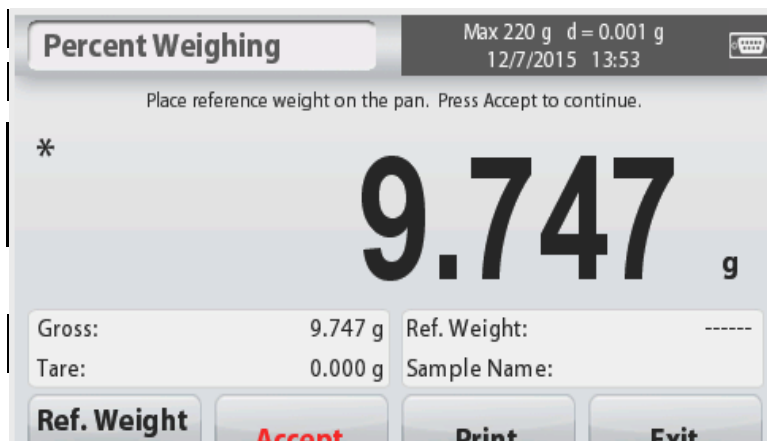 Percent Weighing
Max 220 g d = 0.001 g
12/7/2015 13:53
Place reference weight on the pan. Press Accept to continue.
*
9.747 g
Gross: 9.747 g
Tare: 0.000 g
Ref. Weight: ------
Sample Name:
Ref. Weight
Accept
Print
Exit